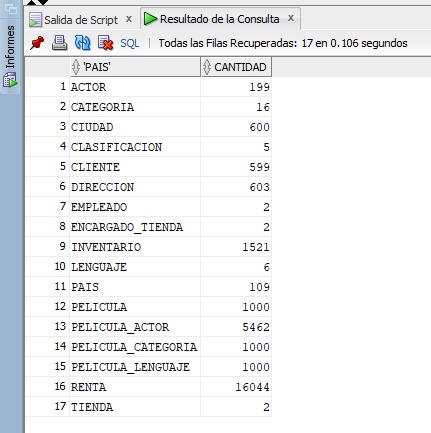 Informes
Salida de Script x Resultado de la Consulta x
SQL | Todas las Filas Recuperadas: 17 en 0.106 segundos
'PAIS' CANTIDAD
1 ACTOR 199
2 CATEGORIA 16
3 CIUDAD 600
4 CLASIFICACION 5
5 CLIENTE 599
6 DIRECCION 603
7 EMPLEADO 2
8 ENCARGADO_TIENDA 2
9 INVENTARIO 1521
10 LENGUAJE 6
11 PAIS 109
12 PELICULA 1000
13 PELICULA_ACTOR 5462
14 PELICULA_CATEGORIA 1000
15 PELICULA_LENGUAJE 1000
16 RENTA 16044
17 TIENDA 2